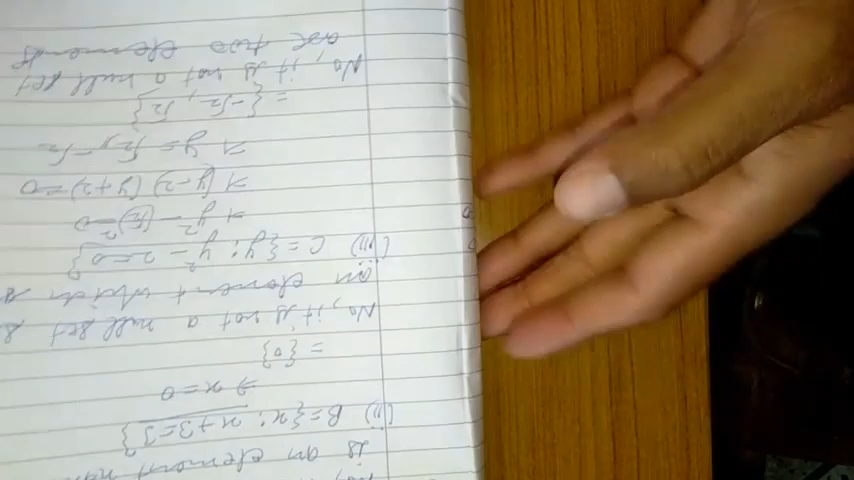 is an element
(ii) B = {x : x + 3 = 3}
⇒ x = 0
= {0}
No, it is not a null set
an element which is
(iii) C = {y : y² - 2 = 0}
⇒ y² - (√2)² = 0
⇒ (y-2) (y+2) = 0
⇒ y = √2, -√2
= {-√2, √2}
No, it is not a null set
two elements